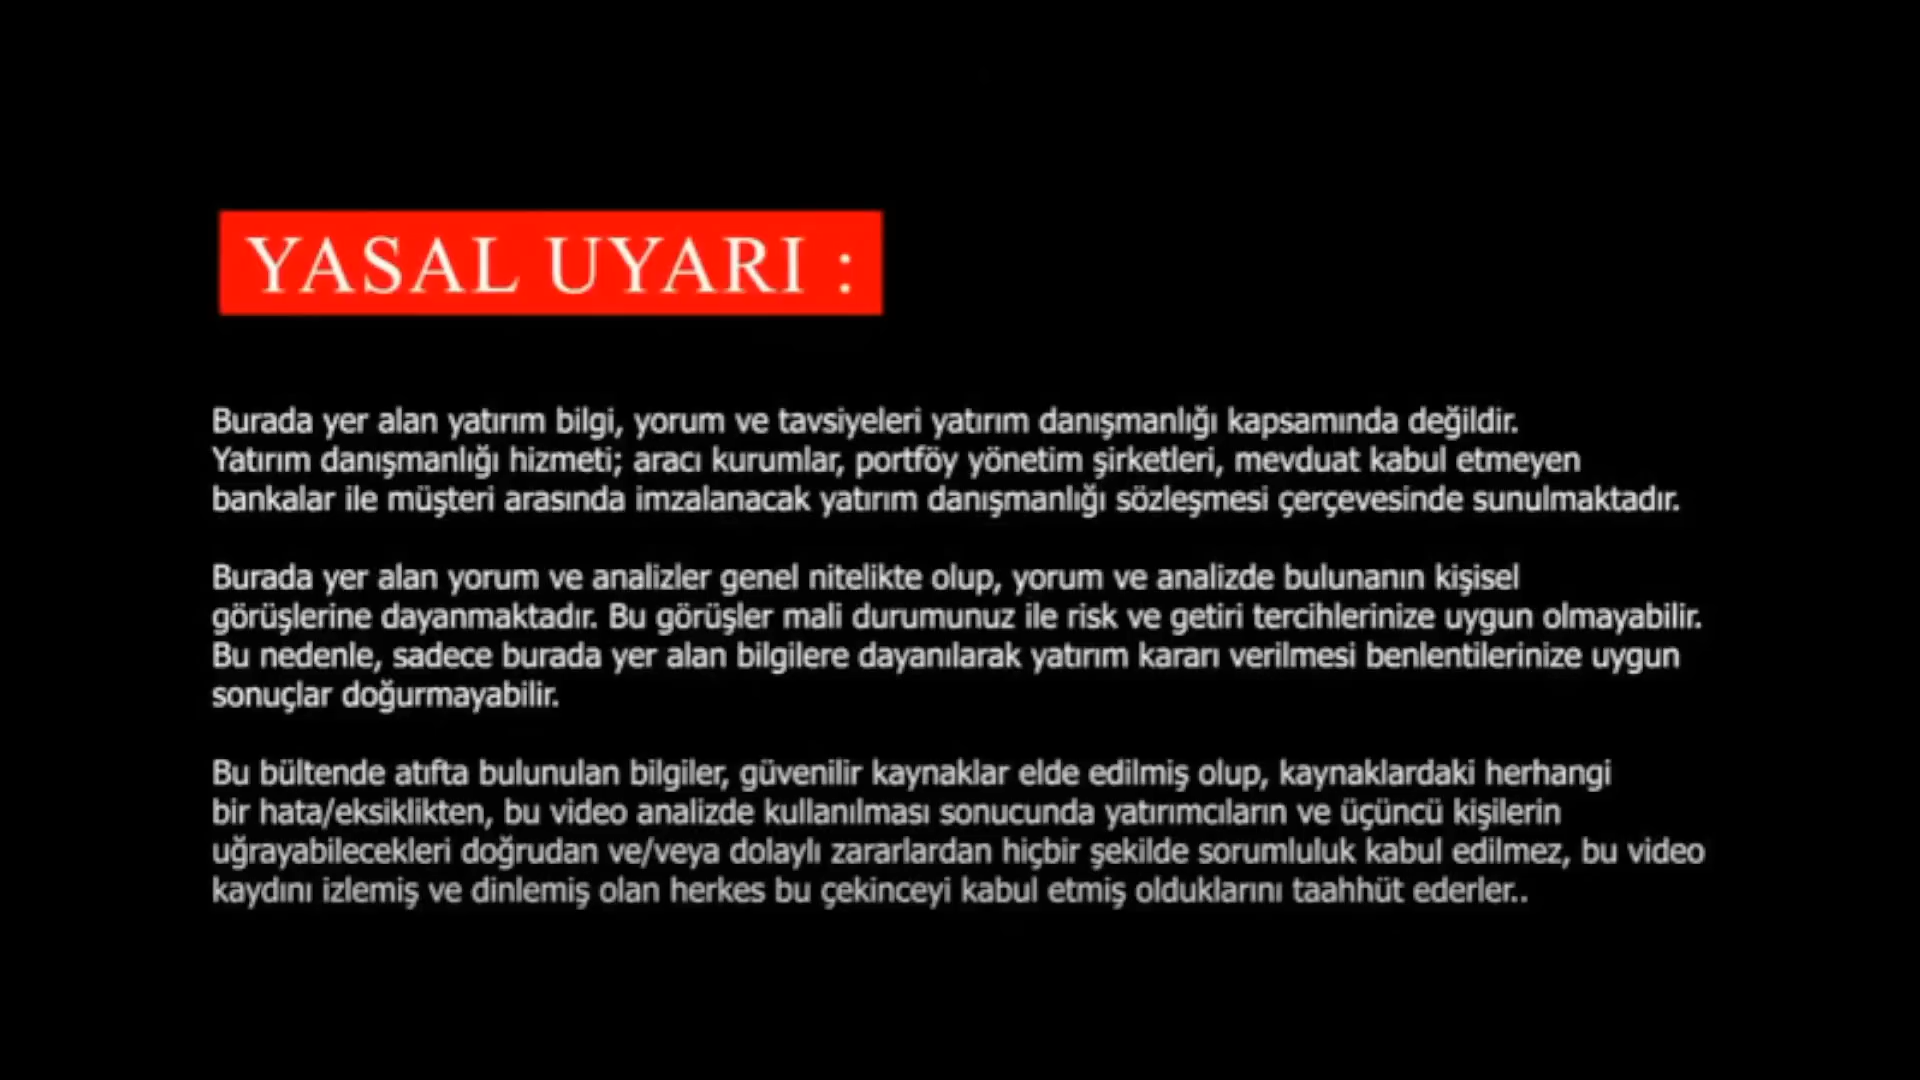 YASAL UYARI :
Burada yer alan yatırım bilgi, yorum ve tavsiyeleri yatırım danışmanlığı kapsamında değildir.
Yatırım danışmanlığı hizmeti; aracı kurumlar, portföy yönetim şirketleri, mevduat kabul etmeyen
bankalar ile müşteri arasında imzalanacak yatırım danışmanlığı sözleşmesi çerçevesinde sunulmaktadır.
Burada yer alan yorum ve analizler genel nitelikte olup, yorum ve analizde bulunanın kişisel
görüşlerine dayanmaktadır. Bu görüşler mali durumunuz ile risk ve getiri tercihlerinize uygun olmayabilir.
Bu nedenle, sadece burada yer alan bilgilere dayanılarak yatırım kararı verilmesi benlentilerinize uygun
sonuçlar doğurmayabilir.
Bu bültende atıfta bulunulan bilgiler, güvenilir kaynaklar elde edilmiş olup, kaynaklardaki herhangi
bir hata/eksiklikten, bu video analizde kullanılması sonucunda yatırımcıların ve üçüncü kişilerin
uğrayabilecekleri doğrudan ve/veya dolaylı zararlardan hiçbir şekilde sorumluluk kabul edilmez, bu video
kaydını izlemiş ve dinlemiş olan herkes bu çekinceyi kabul etmiş olduklarını taahhüt ederler..